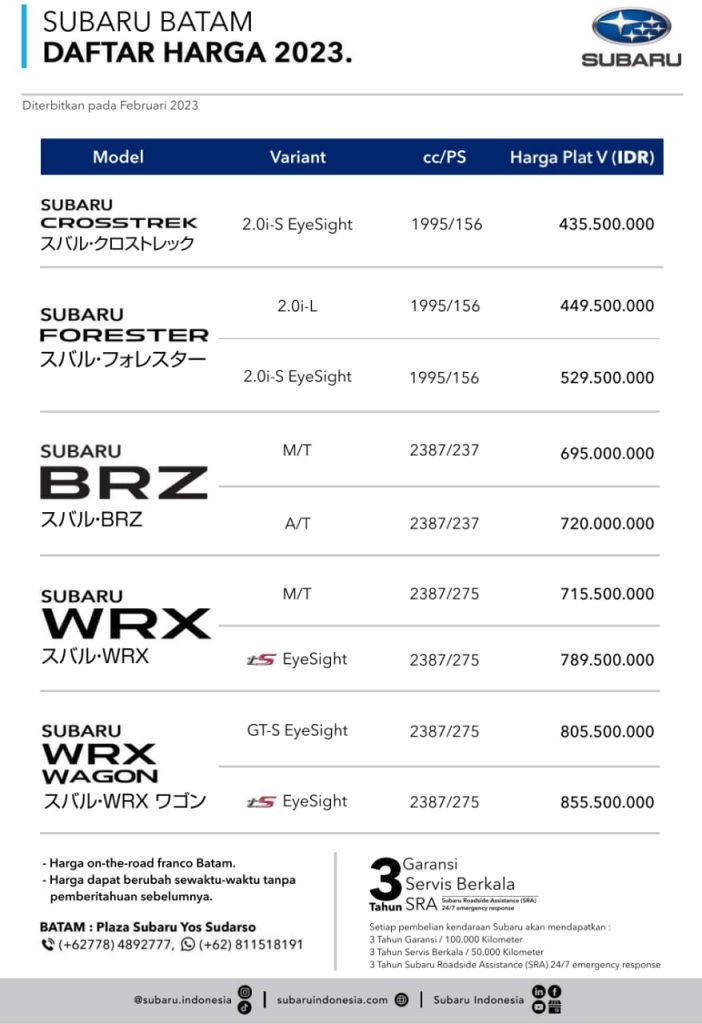 SUBARU BATAM
DAFTAR HARGA 2023.
SUBARU
Diterbitkan pada Februari 2023
Model Variant cc/PS Harga Plat V (IDR)
SUBARU
CROSSTREK
スバル・クロストレック
2.0i-S EyeSight 1995/156 435.500.000
SUBARU
FORESTER
スバル・フォレスター
2.0i-L 1995/156 449.500.000
2.0i-S EyeSight 1995/156 529.500.000
SUBARU
BRZ
スバル・BRZ
M/T 2387/237 695.000.000
A/T 2387/237 720.000.000
SUBARU
WRX
スバル・WRX
M/T 2387/275 715.500.000
tS EyeSight 2387/275 789.500.000
SUBARU
WRX
WAGON
スバル・WRX ワゴン
GT-S EyeSight 2387/275 805.500.000
tS EyeSight 2387/275 855.500.000
- Harga on-the-road franco Batam.
- Harga dapat berubah sewaktu-waktu tanpa
pemberitahuan sebelumnya.
BATAM : Plaza Subaru Yos Sudarso
(+62778) 4892777, (+62) 811518191
3 Tahun
Garansi
Servis Berkala
SRA Subaru Roadside Assistance (SRA)
24/7 emergency response
Setiap pembelian kendaraan Subaru akan mendapatkan :
3 Tahun Garansi / 100.000 Kilometer
3 Tahun Servis Berkala / 50.000 Kilometer
3 Tahun Subaru Roadside Assistance (SRA) 24/7 emergency response
@subaru.indonesia | subaruindonesia.com | Subaru Indonesia